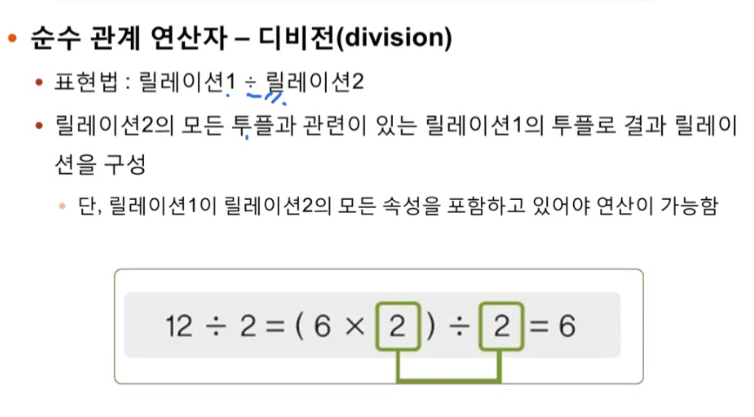 • 순수 관계 연산자 – 디비전(division)
• 표현법 : 릴레이션1 ÷ 릴레이션2
• 릴레이션2의 모든 투플과 관련이 있는 릴레이션1의 투플로 결과 릴레이
션을 구성
• 단, 릴레이션1이 릴레이션2의 모든 속성을 포함하고 있어야 연산이 가능함
12 ÷ 2 = ( 6 × 2 ) ÷ 2 = 6